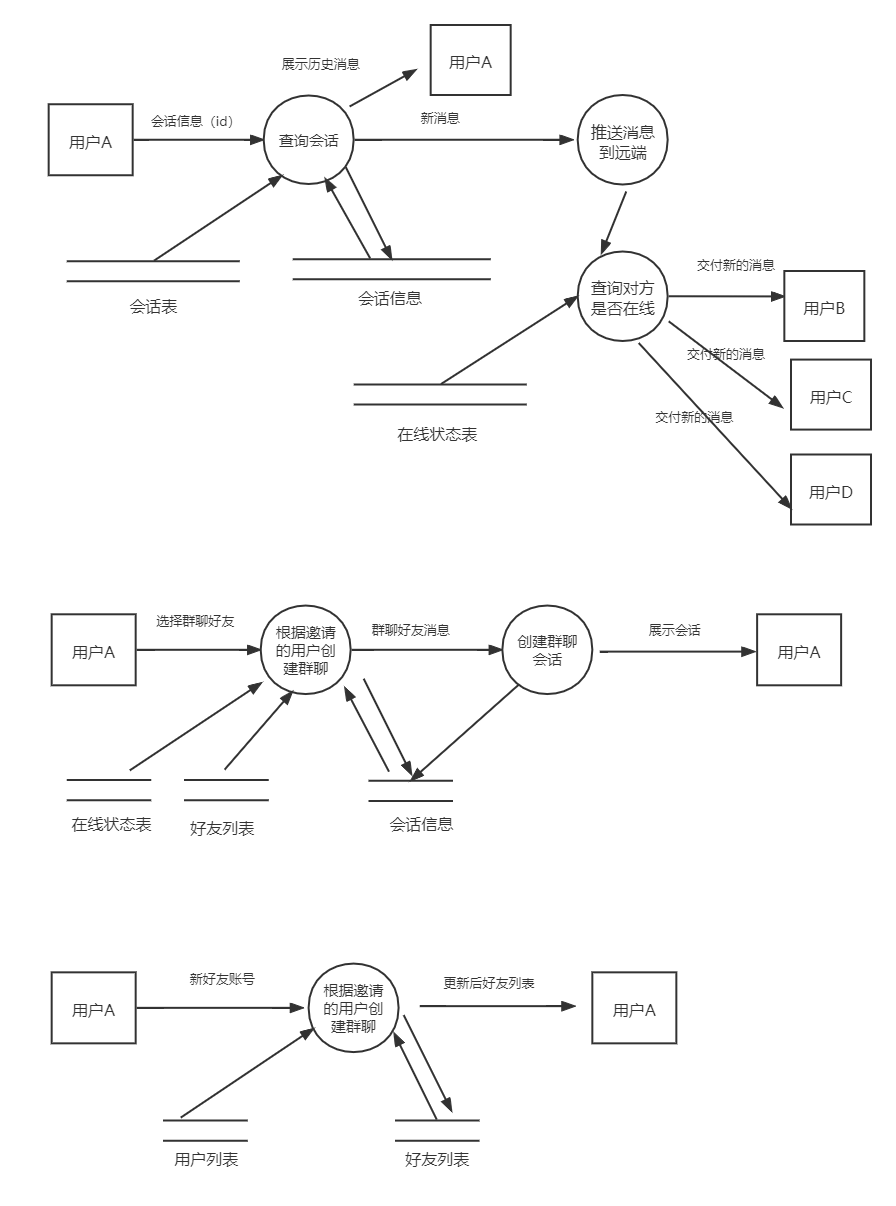 用户A
展示历史消息
用户A
会话信息（id）
查询会话
新消息
推送消息
到远端
会话表
会话信息
查询对方
是否在线
交付新的消息
用户B
交付新的消息
用户C
交付新的消息
用户D
在线状态表
用户A
选择群聊好友
根据邀请
的用户创
建群聊
群聊好友消息
创建群聊
会话
展示会话
用户A
在线状态表
好友列表
会话信息
用户A
新好友账号
根据邀请
的用户创
建群聊
更新后好友列表
用户A
用户列表
好友列表